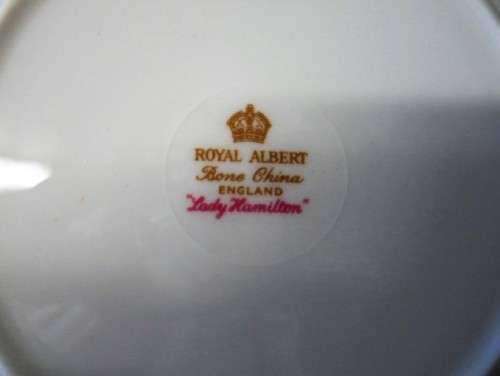 ROYAL ALBERT
Bone China
ENGLAND
"Lady Hamilton"